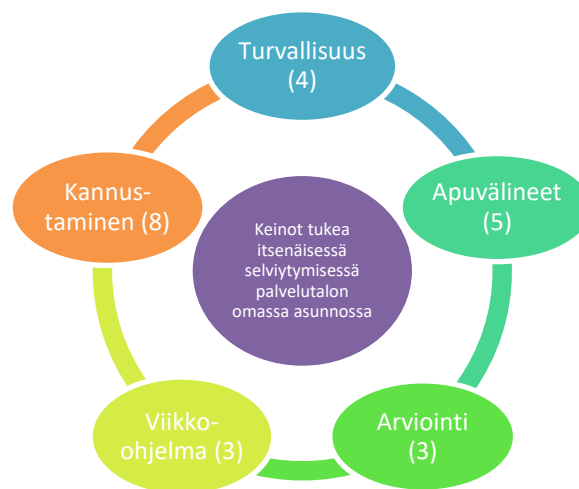 Turvallisuus
(4)
Kannus-
taminen (8)
Apuvälineet
(5)
Keinot tukea
itsenäisessä
selviytymisessä
palvelutalon
omassa asunnossa
Viikko-
ohjelma (3)
Arviointi
(3)